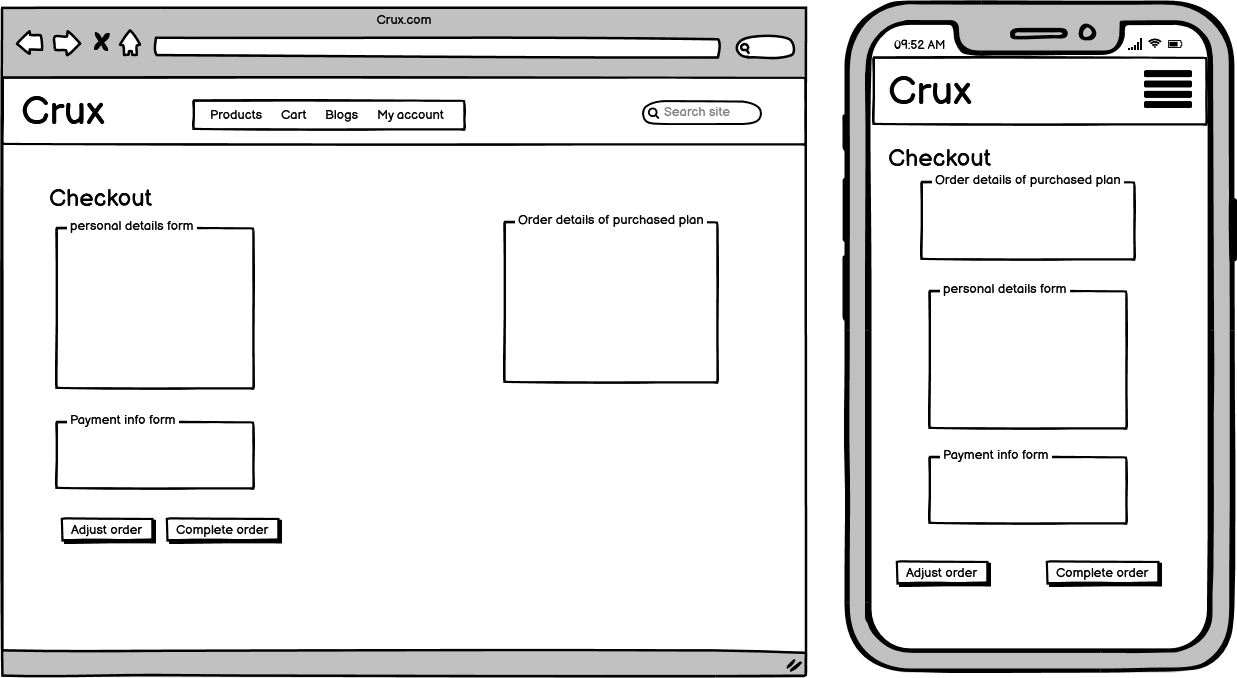 Crux.com
Crux
Products Cart Blogs My account
Search site
Checkout
personal details form
Order details of purchased plan
Payment info form
Adjust order
Complete order
09:52 AM
Crux
Checkout
Order details of purchased plan
personal details form
Payment info form
Adjust order
Complete order